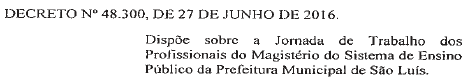 DECRETO Nº 48.300, DE 27 DE JUNHO DE 2016.
Dispõe sobre a Jornada de Trabalho dos
Profissionais do Magistério do Sistema de Ensino
Público da Prefeitura Municipal de São Luís.